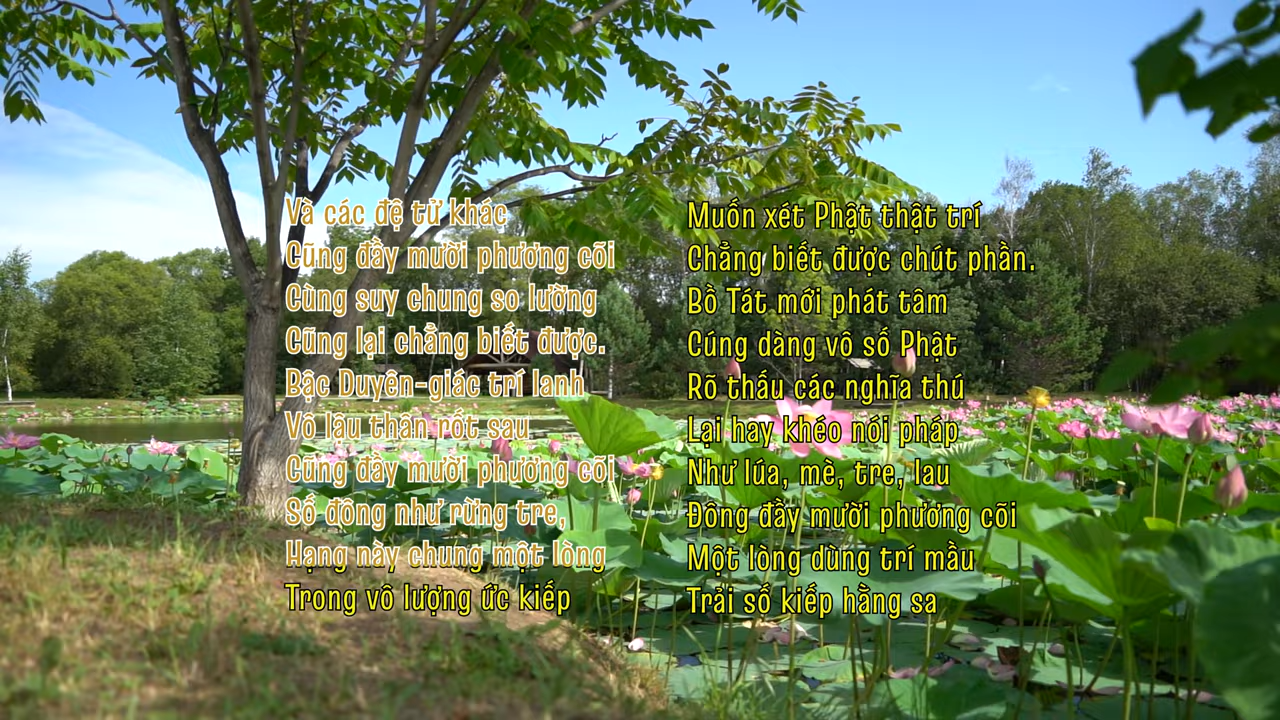 Và các đệ tử khác
Cũng đầy mười phương cõi
Cùng suy chung so lường
Cũng lại chẳng biết được.
Bậc Duyên-giác trí lanh
Vô lậu thân rốt sau
Cũng đầy mười phương cõi
Số đông như rừng tre,
Hạng này chung một lòng
Trong vô lượng ức kiếp
Muốn xét Phật thật trí
Chẳng biết được chút phần.
Bồ Tát mới phát tâm
Cúng dàng vô số Phật
Rõ thấu các nghĩa thú
Lại hay khéo nói pháp
Như lúa, mè, tre, lau
Đông đầy mười phương cõi
Một lòng dùng trí mầu
Trải số kiếp hằng sa